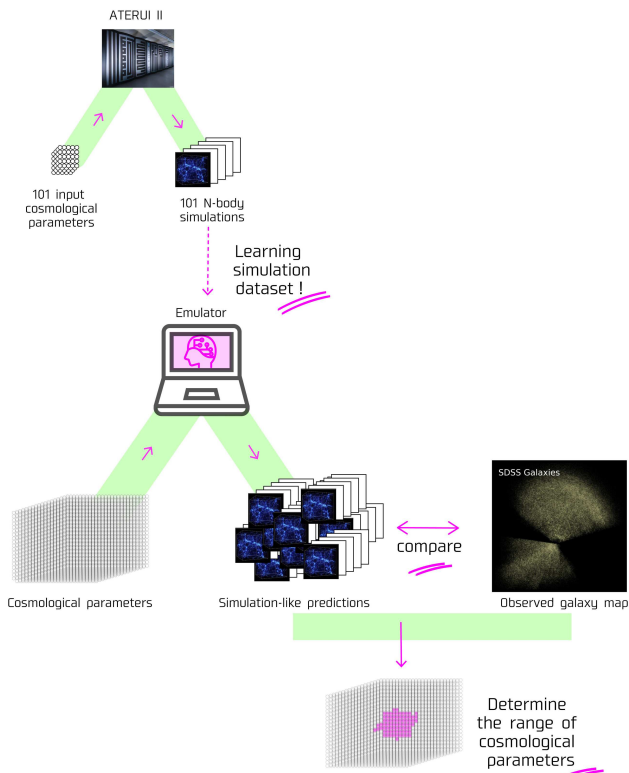 ATERUI II
101 input
cosmological
parameters
101 N-body
simulations
Learning
simulation
dataset !
Emulator
SDSS Galaxies
compare
Cosmological parameters
Simulation-like predictions
Observed galaxy map
Determine
the range of
cosmological
parameters